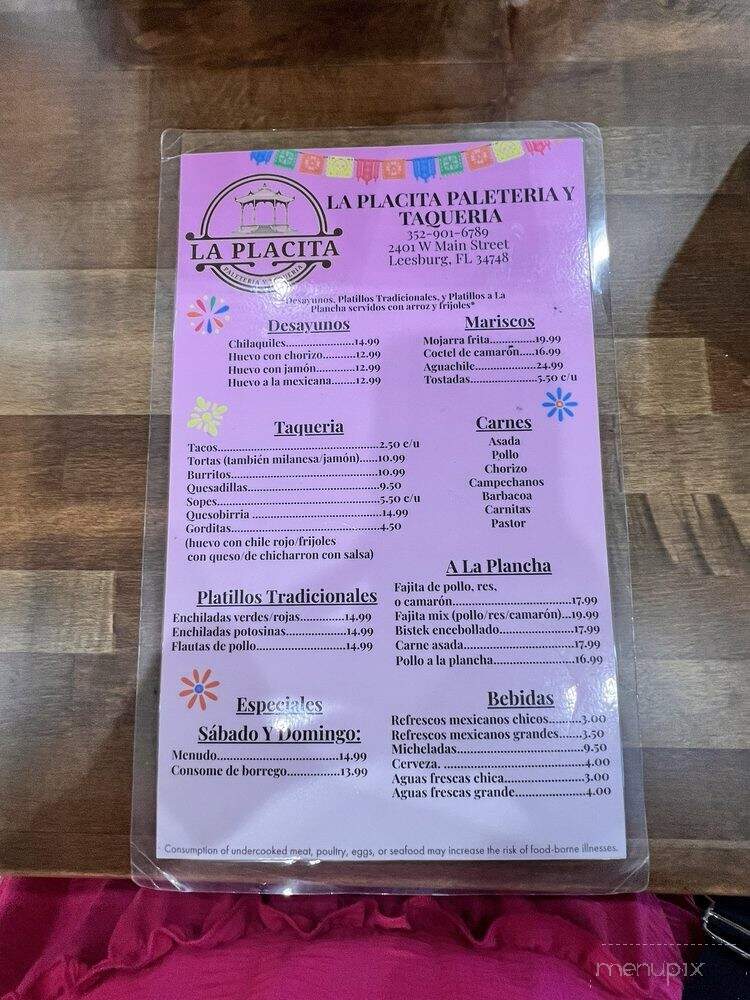 LA PLACITA
PALETERIA Y TAQUERIA
LA PLACITA PALETERIA Y
TAQUERIA
352-901-6789
2401 W Main Street
Leesburg, FL 34748
Desayunos, Platillos Tradicionales, y Platillos a La
Plancha servidos con arroz y frijoles*
Desayunos
Chilaquiles........................14.99
Huevo con chorizo...........12.99
Huevo con jamón.............12.99
Huevo a la mexicana........12.99
Mariscos
Mojarra frita................19.99
Coctel de camarón.....16.99
Aguachile......................24.99
Tostadas.......................5.50 c/u
Taqueria
Tacos................................................2.50 c/u
Tortas (también milanesa/jamón)......10.99
Burritos............................................10.99
Quesadillas.......................................9.50
Sopes................................................5.50 c/u
Quesobirria ......................................14.99
Gorditas...........................................4.50
(huevo con chile rojo/frijoles
con queso/de chicharron con salsa)
Carnes
Asada
Pollo
Chorizo
Campechanos
Barbacoa
Carnitas
Pastor
Platillos Tradicionales
Enchiladas verdes/rojas..............14.99
Enchiladas potosinas...................14.99
Flautas de pollo............................14.99
A La Plancha
Fajita de pollo, res,
o camarón...................................17.99
Fajita mix (pollo/res/camarón)...19.99
Bistek encebollado......................17.99
Carne asada.................................17.99
Pollo a la plancha.........................16.99
Especiales
Sábado Y Domingo:
Menudo..............................................14.99
Consome de borrego................13.99
Bebidas
Refrescos mexicanos chicos..........3.00
Refrescos mexicanos grandes.......3.50
Micheladas.......................................9.50
Cerveza. ...........................................4.00
Aguas frescas chica.........................3.00
Aguas frescas grande.....................4.00
Consumption of undercooked meat, poultry, eggs, or seafood may increase the risk of food-borne illnesses.
menupix